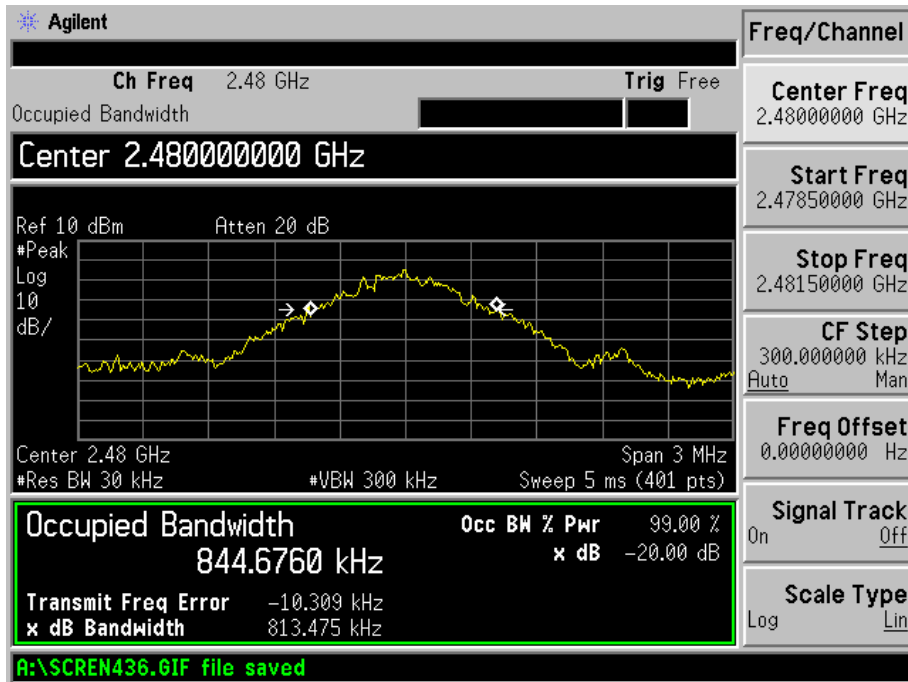 Agilent
Freq/Channel
Ch Freq 2.48 GHz Trig Free
Occupied Bandwidth
Center 2.480000000 GHz
Ref 10 dBm Atten 20 dB
#Peak
Log
10
dB/
Center 2.48 GHz Span 3 MHz
#Res BW 30 kHz #VBW 300 kHz Sweep 5 ms (401 pts)
Occupied Bandwidth Occ BW % Pwr 99.00 %
844.6760 kHz x dB -20.00 dB
Transmit Freq Error -10.309 kHz
x dB Bandwidth 813.475 kHz
A:\SCREN436.GIF file saved
Center Freq
2.48000000 GHz
Start Freq
2.47850000 GHz
Stop Freq
2.48150000 GHz
CF Step
300.000000 kHz
Auto Man
Freq Offset
0.00000000 Hz
Signal Track
On Off
Scale Type
Log Lin